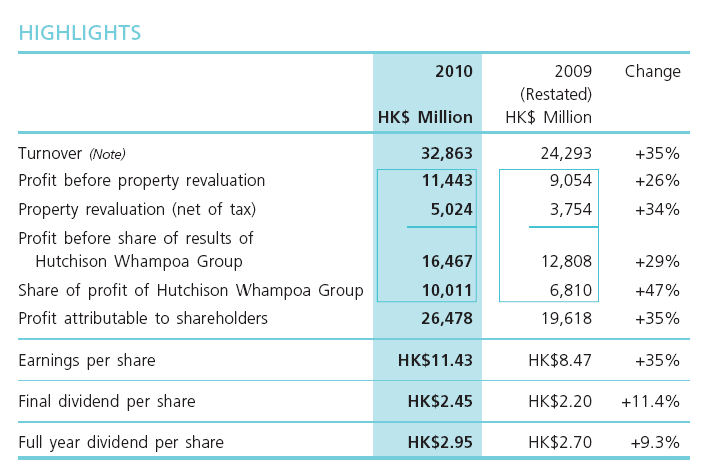 HIGHLIGHTS
2010 2009 Change
(Restated)
HK$ Million HK$ Million
Turnover (Note) 32,863 24,293 +35%
Profit before property revaluation 11,443 9,054 +26%
Property revaluation (net of tax) 5,024 3,754 +34%
Profit before share of results of
Hutchison Whampoa Group 16,467 12,808 +29%
Share of profit of Hutchison Whampoa Group 10,011 6,810 +47%
Profit attributable to shareholders 26,478 19,618 +35%
Earnings per share HK$11.43 HK$8.47 +35%
Final dividend per share HK$2.45 HK$2.20 +11.4%
Full year dividend per share HK$2.95 HK$2.70 +9.3%